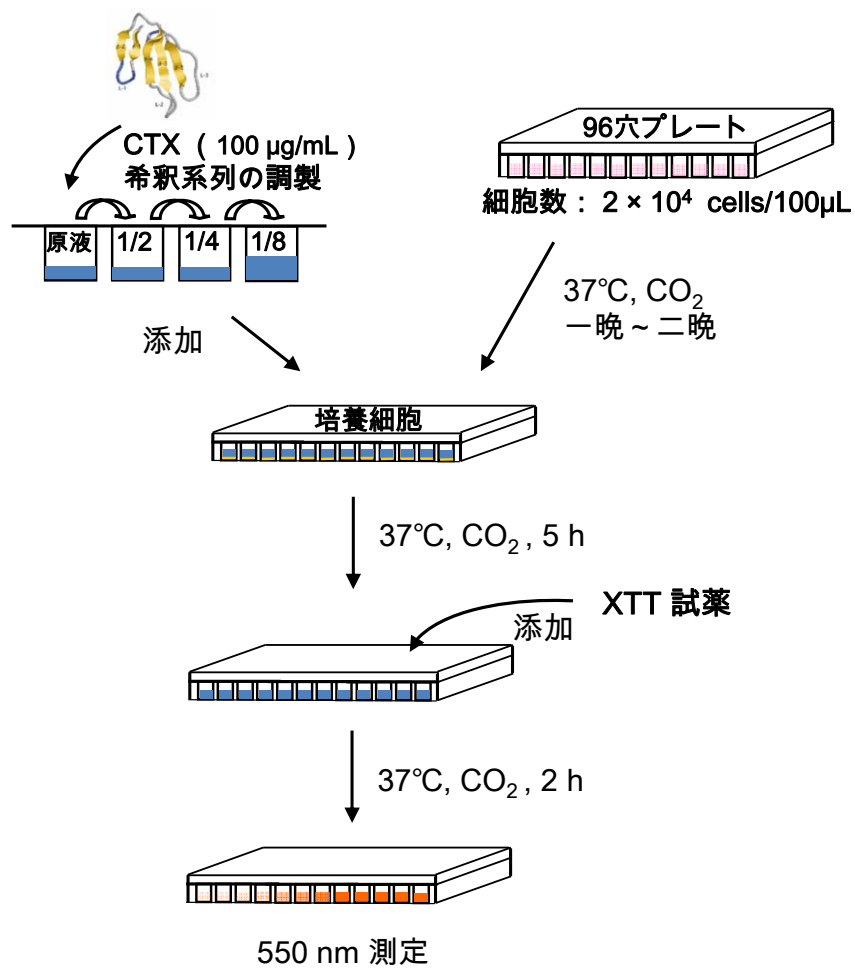 CTX ( 100 µg/mL )
希釈系列の調製
原液 1/2 1/4 1/8
添加
96穴プレート
細胞数： 2 × 10⁴ cells/100µL
37℃, CO₂
一晩 ~ 二晩
培養細胞
37℃, CO₂ , 5 h
XTT 試薬
添加
37℃, CO₂ , 2 h
550 nm 測定